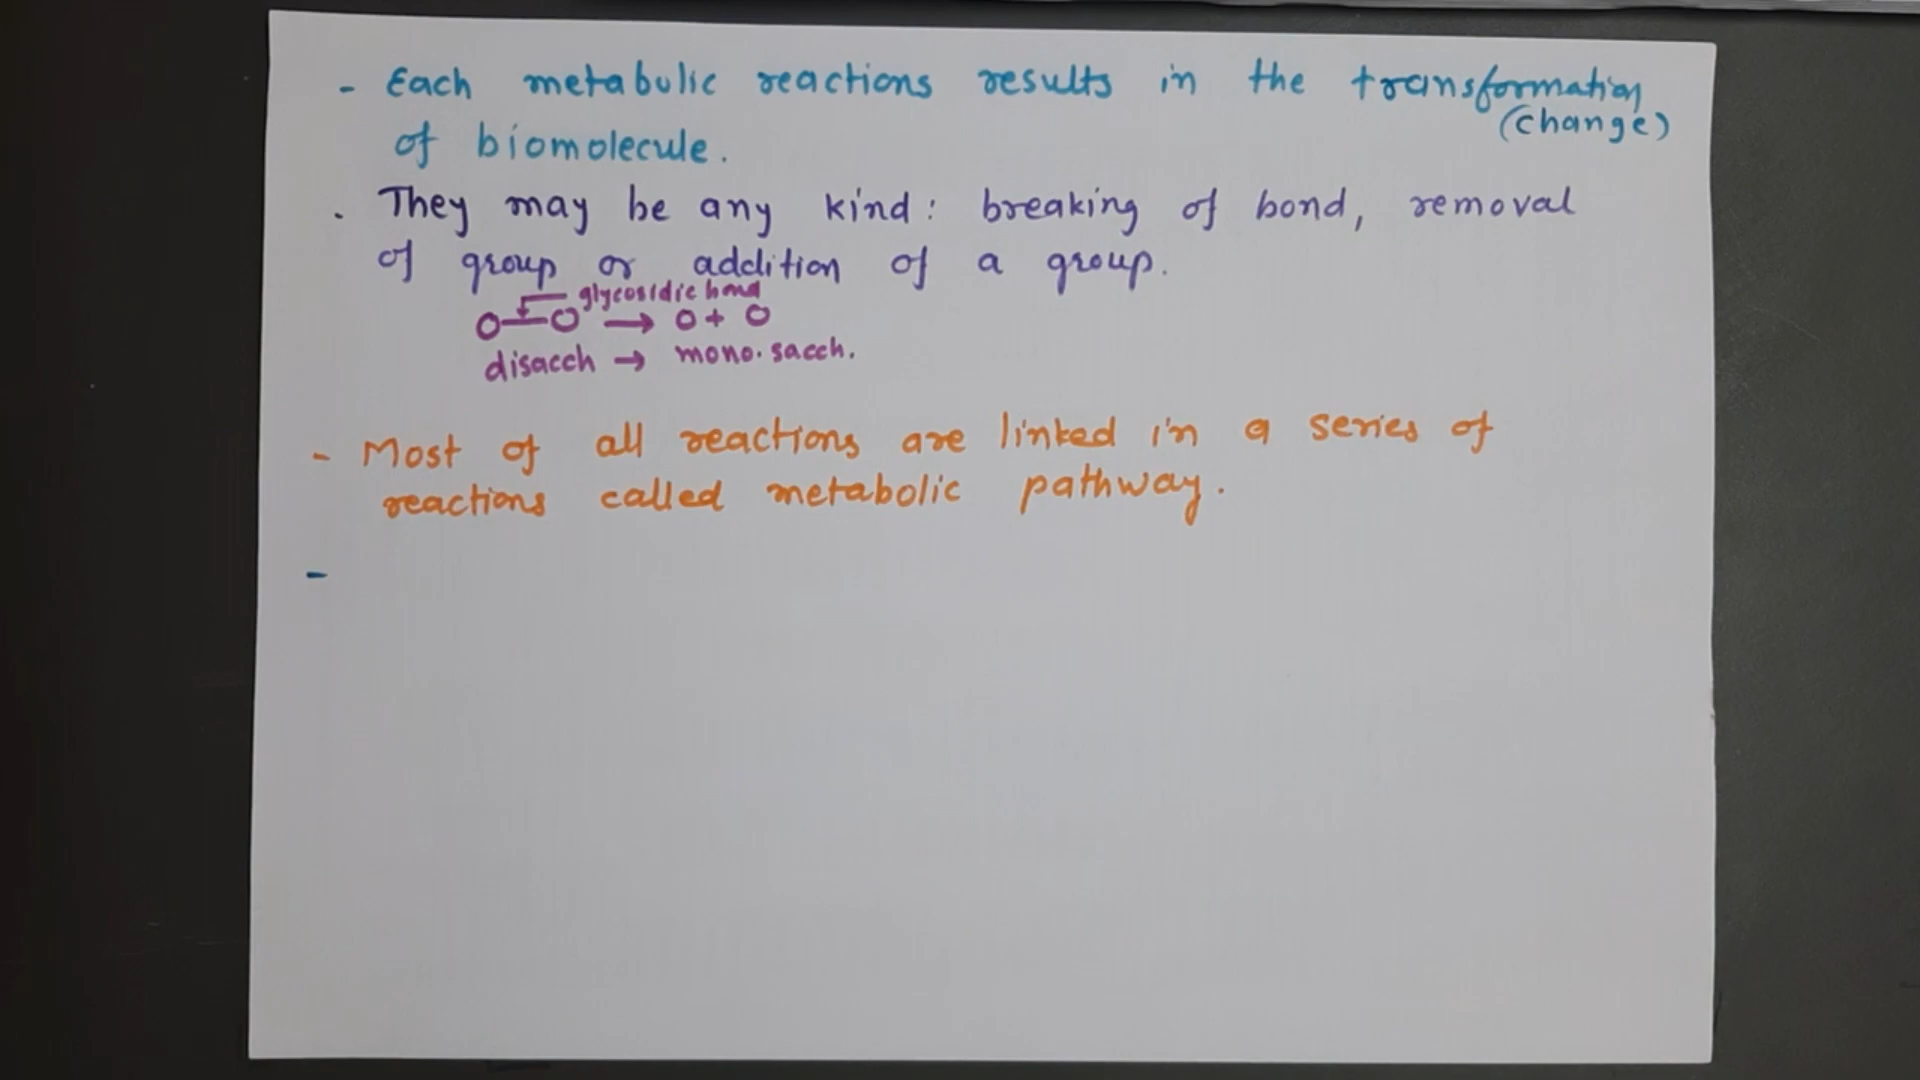 - Each metabolic reactions results in the transformation
(change)
of biomolecule.
. They may be any kind: breaking of bond, removal
of group or addition of a group.
glycosidic bond
O—O → O + O
disacch → mono.sacch.
- Most of all reactions are linked in a series of
reactions called metabolic pathway.
-